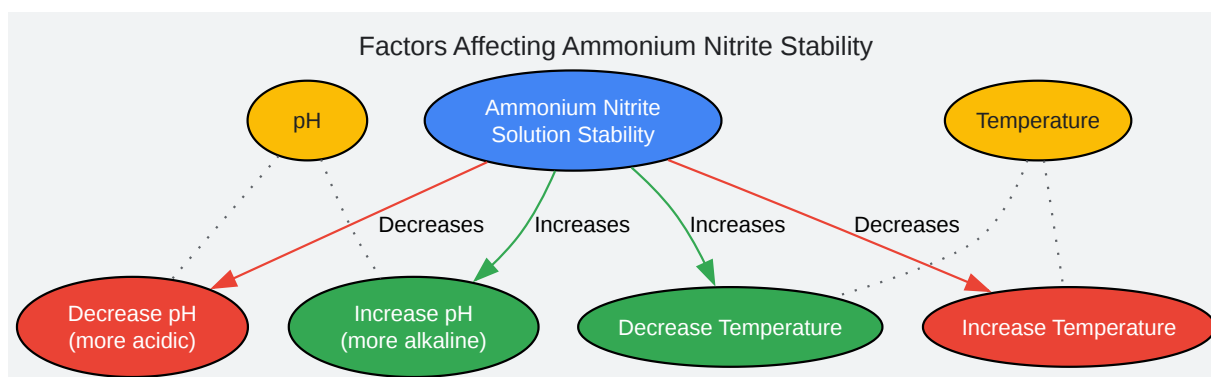 Factors Affecting Ammonium Nitrite Stability
pH
Ammonium Nitrite
Solution Stability
Temperature
Decreases
Increases
Increases
Decreases
Decrease pH
(more acidic)
Increase pH
(more alkaline)
Decrease Temperature
Increase Temperature